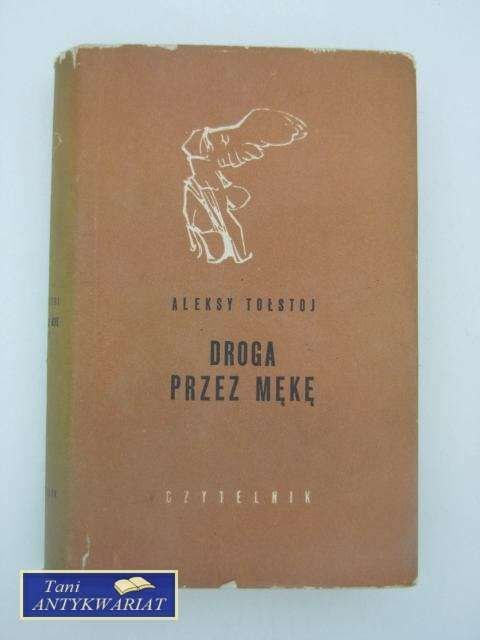 ALEKSY TOŁSTOJ
DROGA
PRZEZ MĘKĘ
CZYTELNIK
Tani
ANTYKWARIAT